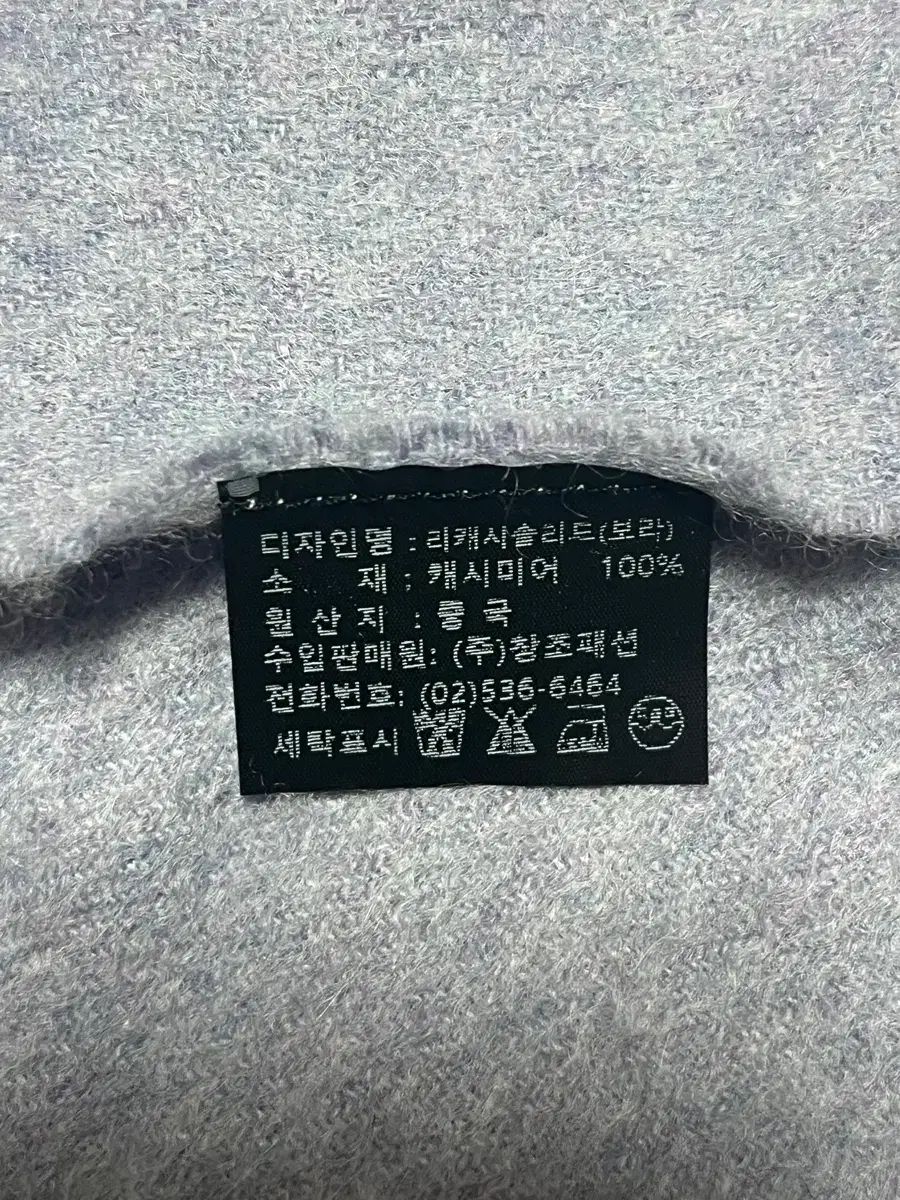 디자인명 : 리캐시솔리드(보라)
소 재 : 캐시미어 100%
원 산 지 : 중 국
수입판매원: (주)창조패션
전화번호: (02)536-6464
세탁표시